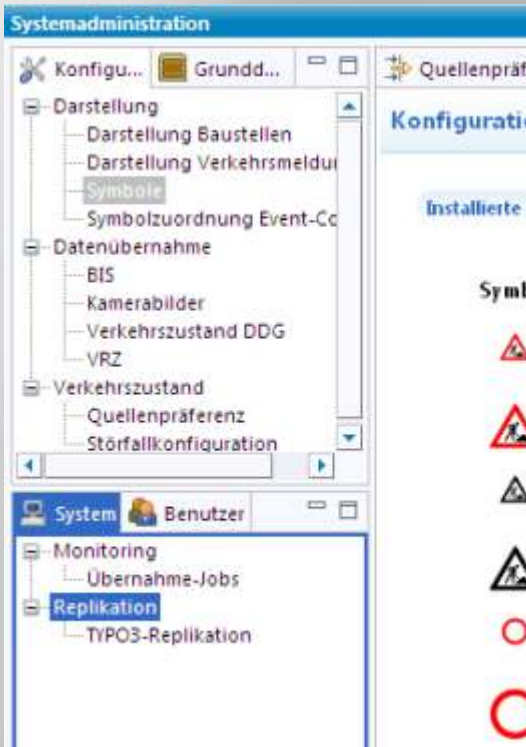 Systemadministration
Konfigu...
Grundd...
Darstellung
Darstellung Baustellen
Darstellung Verkehrsmeldu
Symbole
Symbolzuordnung Event-Co
Datenübernahme
BIS
Kamerabilder
Verkehrszustand DDG
VRZ
Verkehrszustand
Quellenpräferenz
Störfallkonfiguration
System
Benutzer
Monitoring
Übernahme-Jobs
Replikation
TYPO3-Replikation
Quellenpräf
Konfiguratio
Installierte
Symb